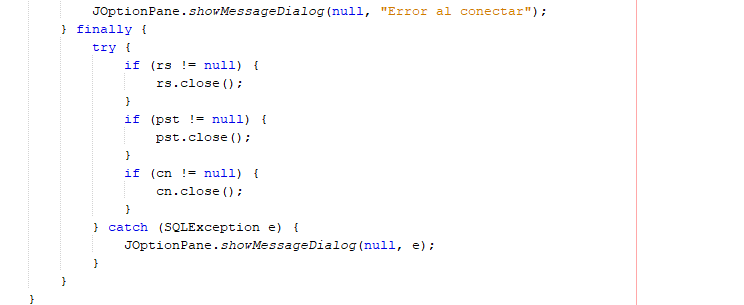 JOptionPane.showMessageDialog(null, "Error al conectar");
} finally {
try {
if (rs != null) {
rs.close();
}
if (pst != null) {
pst.close();
}
if (cn != null) {
cn.close();
}
} catch (SQLException e) {
JOptionPane.showMessageDialog(null, e);
}
}
}